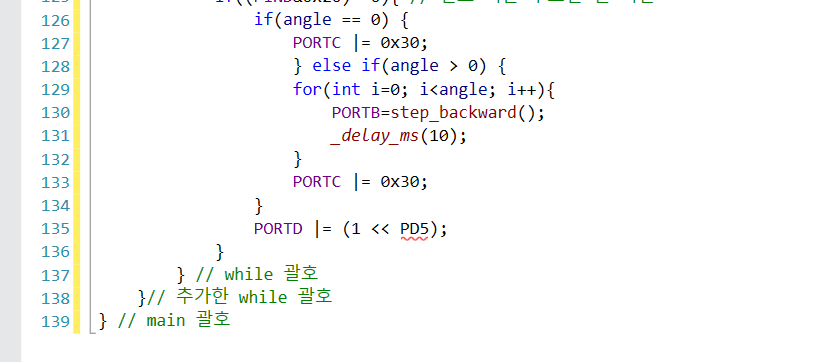 126 if(angle == 0) {
127 PORTC |= 0x30;
128 } else if(angle > 0) {
129 for(int i=0; i<angle; i++){
130 PORTB=step_backward();
131 _delay_ms(10);
132 }
133 PORTC |= 0x30;
134 }
135 PORTD |= (1 << PD5);
136 }
137 } // while 괄호
138 }// 추가한 while 괄호
139 } // main 괄호